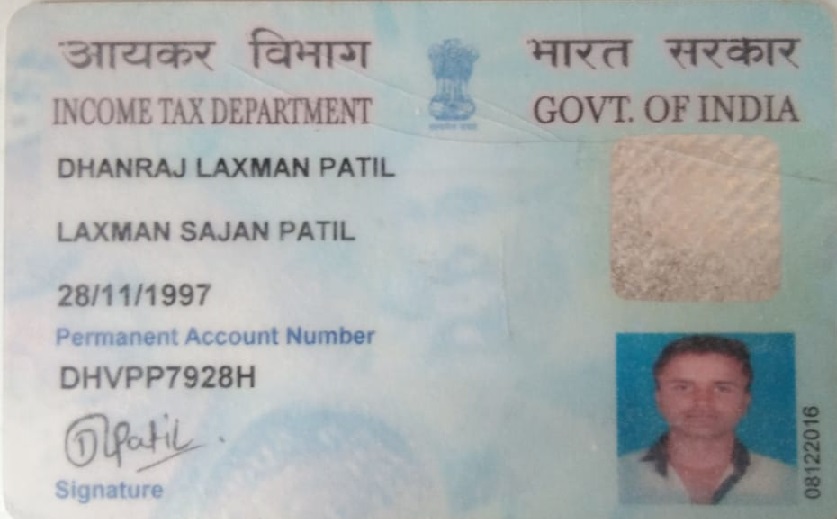 आयकर विभाग
भारत सरकार
INCOME TAX DEPARTMENT
GOVT. OF INDIA
DHANRAJ LAXMAN PATIL
LAXMAN SAJAN PATIL
28/11/1997
Permanent Account Number
DHVPP7928H
DLPatil
Signature
08122016